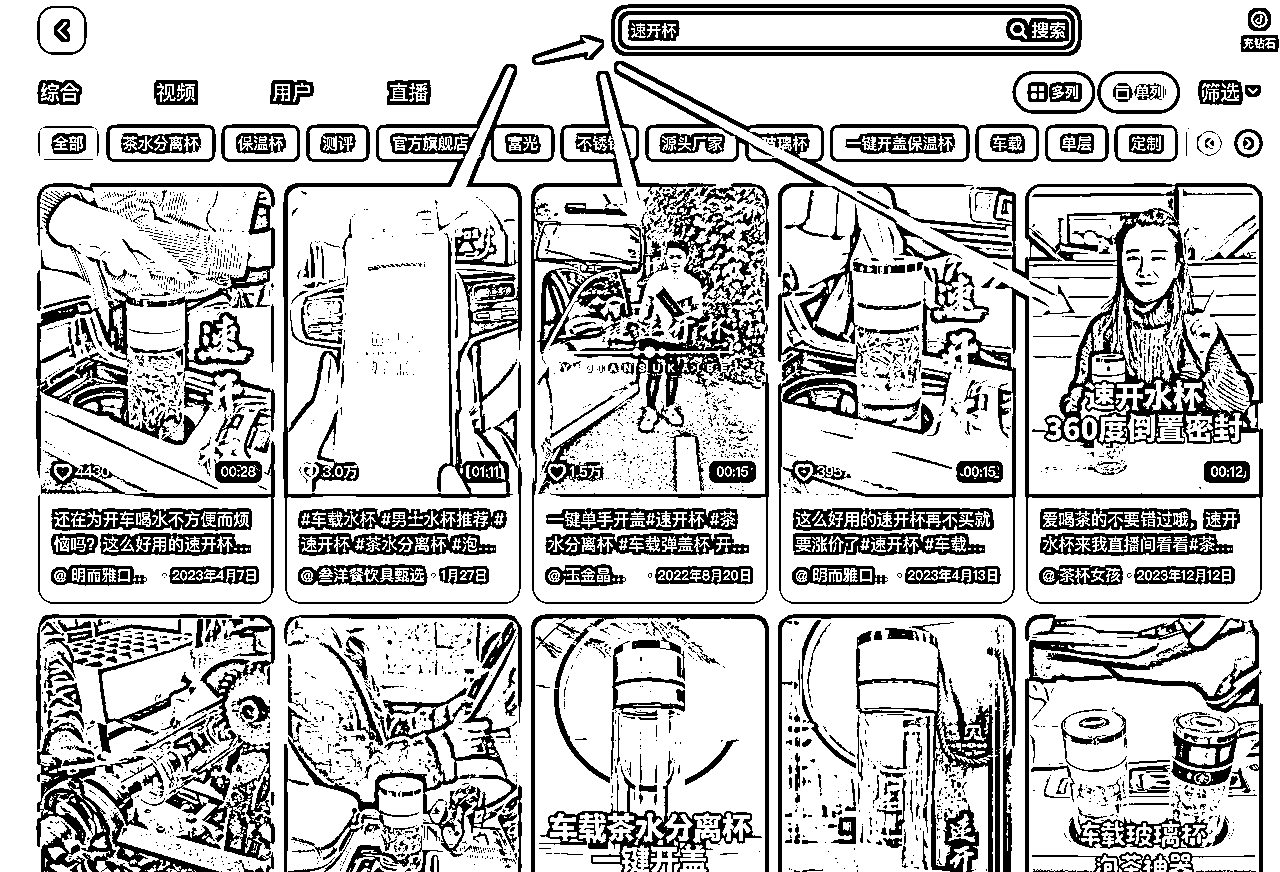 速开杯
搜索
充钻石
综合
视频
用户
直播
多列
单列
筛选
全部
茶水分离杯
保温杯
测评
官方旗舰店
富光
源头厂家
一键开盖保温杯
车载
单层
定制
速
开
4430
00:28
3.0万
01:11
1.5万
00:15
速
开
00:15
速开水杯
360度倒置密封
00:12
还在为开车喝水不方便而烦
恼吗？这么好用的速开杯...
@ 明而雅口...
2023年4月7日
#车载水杯 #男士水杯推荐 #
速开杯 #茶水分离杯 #泡...
@ 叁洋餐饮具甄选
1月27日
一键单手开盖#速开杯 #茶
水分离杯 #车载弹盖杯 开...
@ 王金晶...
2022年8月20日
这么好用的速开杯再不买就
要涨价了#速开杯 #车载...
@ 明而雅口...
2023年4月13日
爱喝茶的不要错过哦，速开
水杯来我直播间看看#茶...
@ 茶杯女孩
2023年12月12日
车载茶水分离杯
一键开盖
速
开
车载玻璃杯
泡茶神器